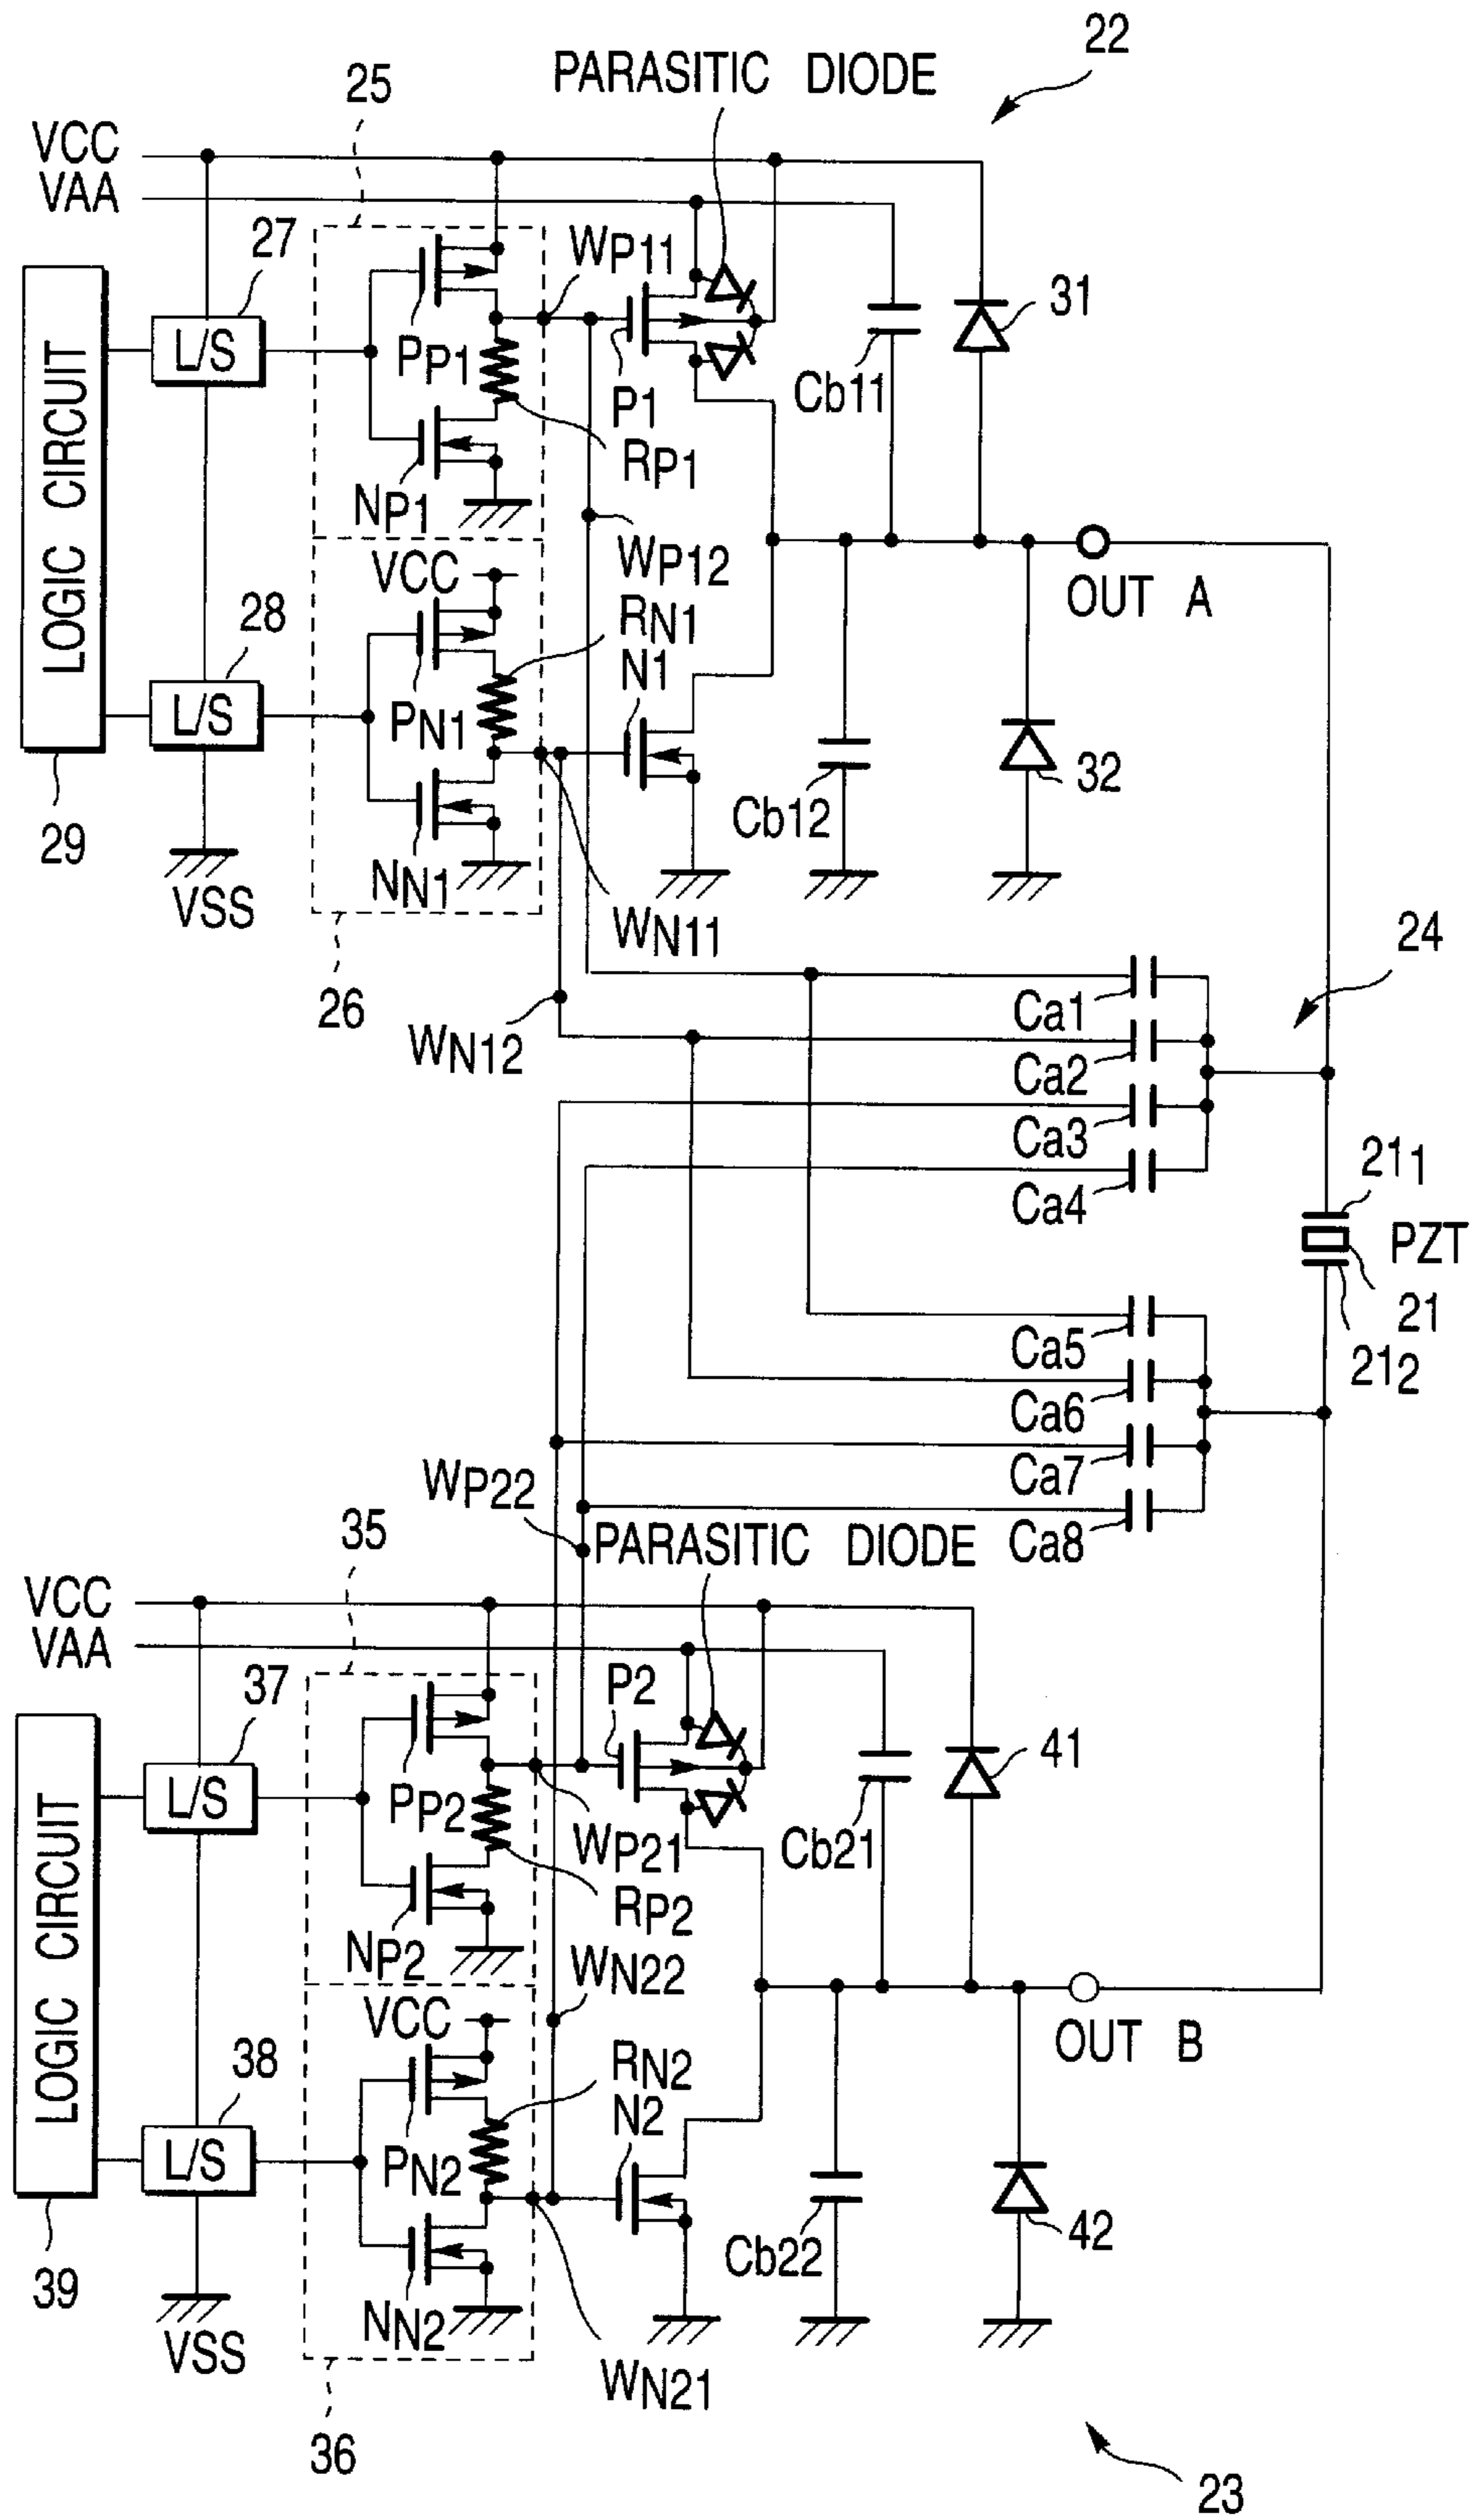 22
PARASITIC DIODE
25
VCC
VAA
27
WP11
31
L/S
PP1
P1
Cb11
RP1
NP1
LOGIC CIRCUIT
WP12
VCC
OUT A
28
RN1
N1
L/S
PN1
32
Cb12
29
NN1
VSS
WN11
24
26
Ca1
WN12
Ca2
Ca3
211
Ca4
PZT
21
Ca5
212
Ca6
Ca7
WP22
35
PARASITIC DIODE
Ca8
VCC
VAA
37
P2
41
L/S
PP2
WP21
Cb21
RP2
NP2
LOGIC CIRCUIT
WN22
VCC
OUT B
38
RN2
N2
L/S
PN2
42
Cb22
39
NN2
VSS
WN21
36
23